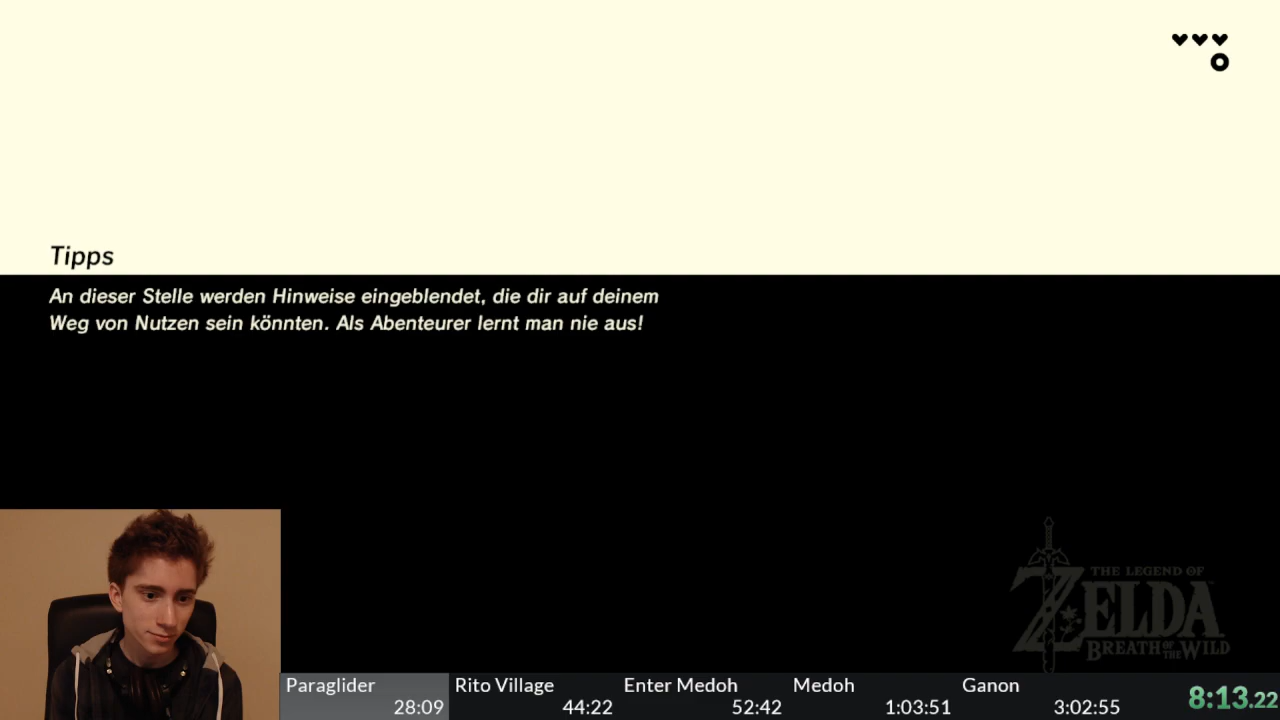 Tipps
An dieser Stelle werden Hinweise eingeblendet, die dir auf deinem
Weg von Nutzen sein könnten. Als Abenteurer lernt man nie aus!
THE LEGEND OF
ZELDA
BREATH OF THE WILD
Paraglider Rito Village Enter Medoh Medoh Ganon
28:09 44:22 52:42 1:03:51 3:02:55 8:13.22